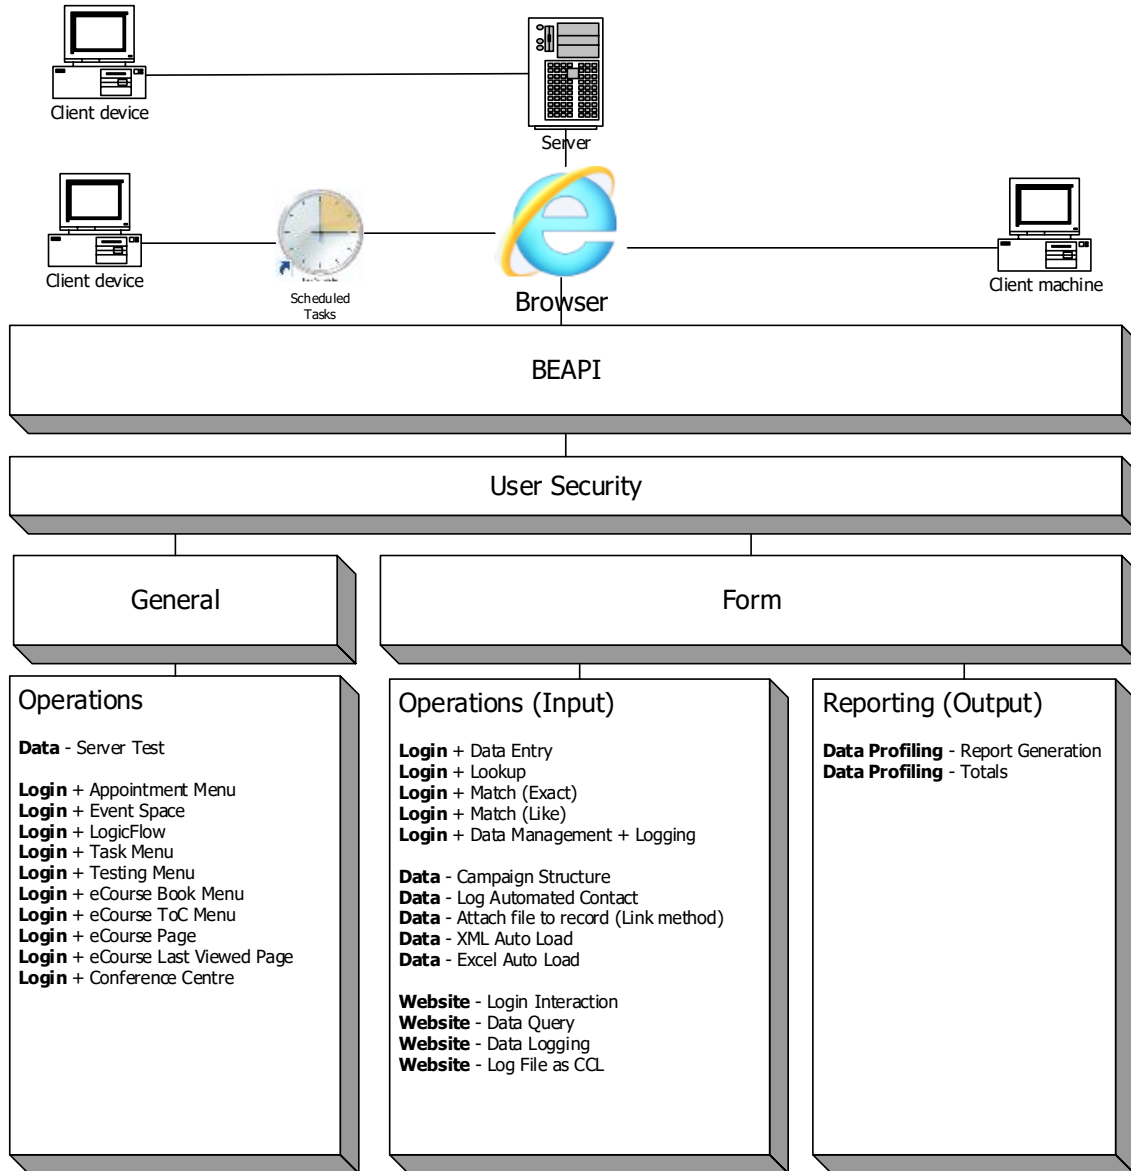 Client device
Server
Client device
Scheduled
Tasks
Browser
Client machine
BEAPI
User Security
General
Form
Operations
Data - Server Test
Login + Appointment Menu
Login + Event Space
Login + LogicFlow
Login + Task Menu
Login + Testing Menu
Login + eCourse Book Menu
Login + eCourse ToC Menu
Login + eCourse Page
Login + eCourse Last Viewed Page
Login + Conference Centre
Operations (Input)
Login + Data Entry
Login + Lookup
Login + Match (Exact)
Login + Match (Like)
Login + Data Management + Logging
Data - Campaign Structure
Data - Log Automated Contact
Data - Attach file to record (Link method)
Data - XML Auto Load
Data - Excel Auto Load
Website - Login Interaction
Website - Data Query
Website - Data Logging
Website - Log File as CCL
Reporting (Output)
Data Profiling - Report Generation
Data Profiling - Totals